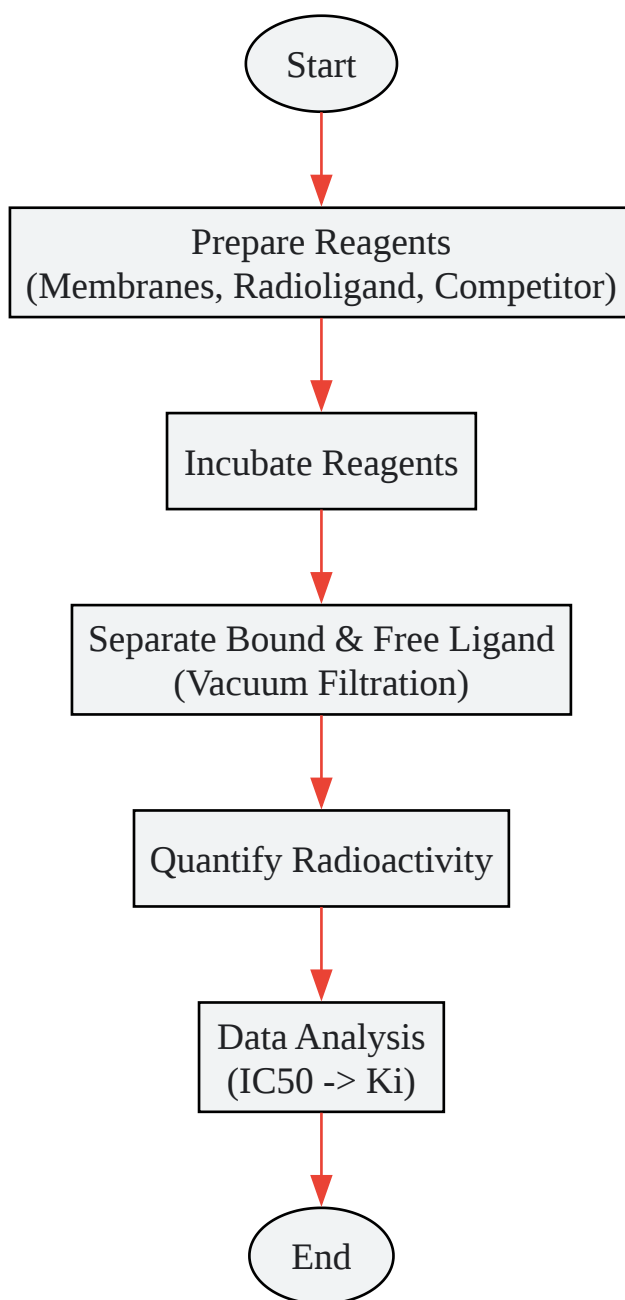 Start
Prepare Reagents
(Membranes, Radioligand, Competitor)
Incubate Reagents
Separate Bound & Free Ligand
(Vacuum Filtration)
Quantify Radioactivity
Data Analysis
(IC50 -> Ki)
End